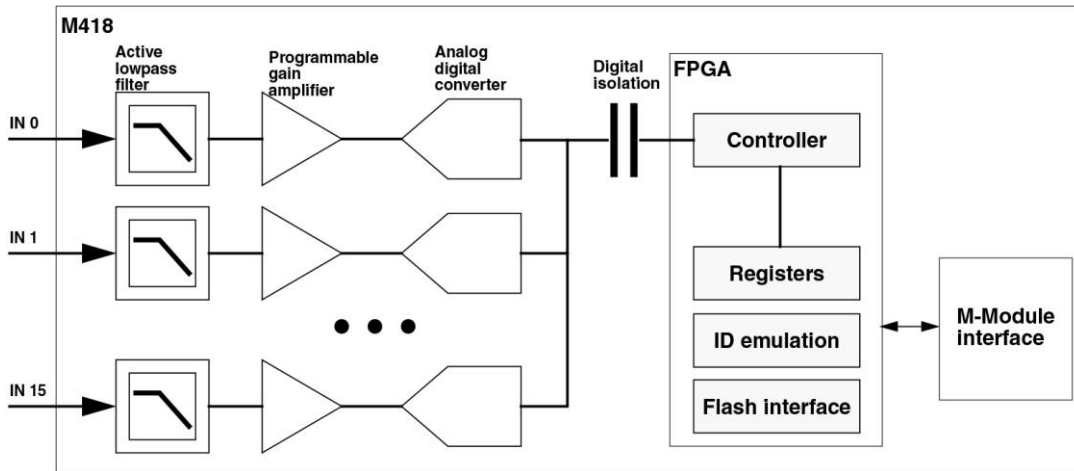 M418
Active
lowpass
filter
Programmable
gain
amplifier
Analog
digital
converter
Digital
isolation
FPGA
IN 0
Controller
IN 1
Registers
M-Module
interface
ID emulation
IN 15
Flash interface